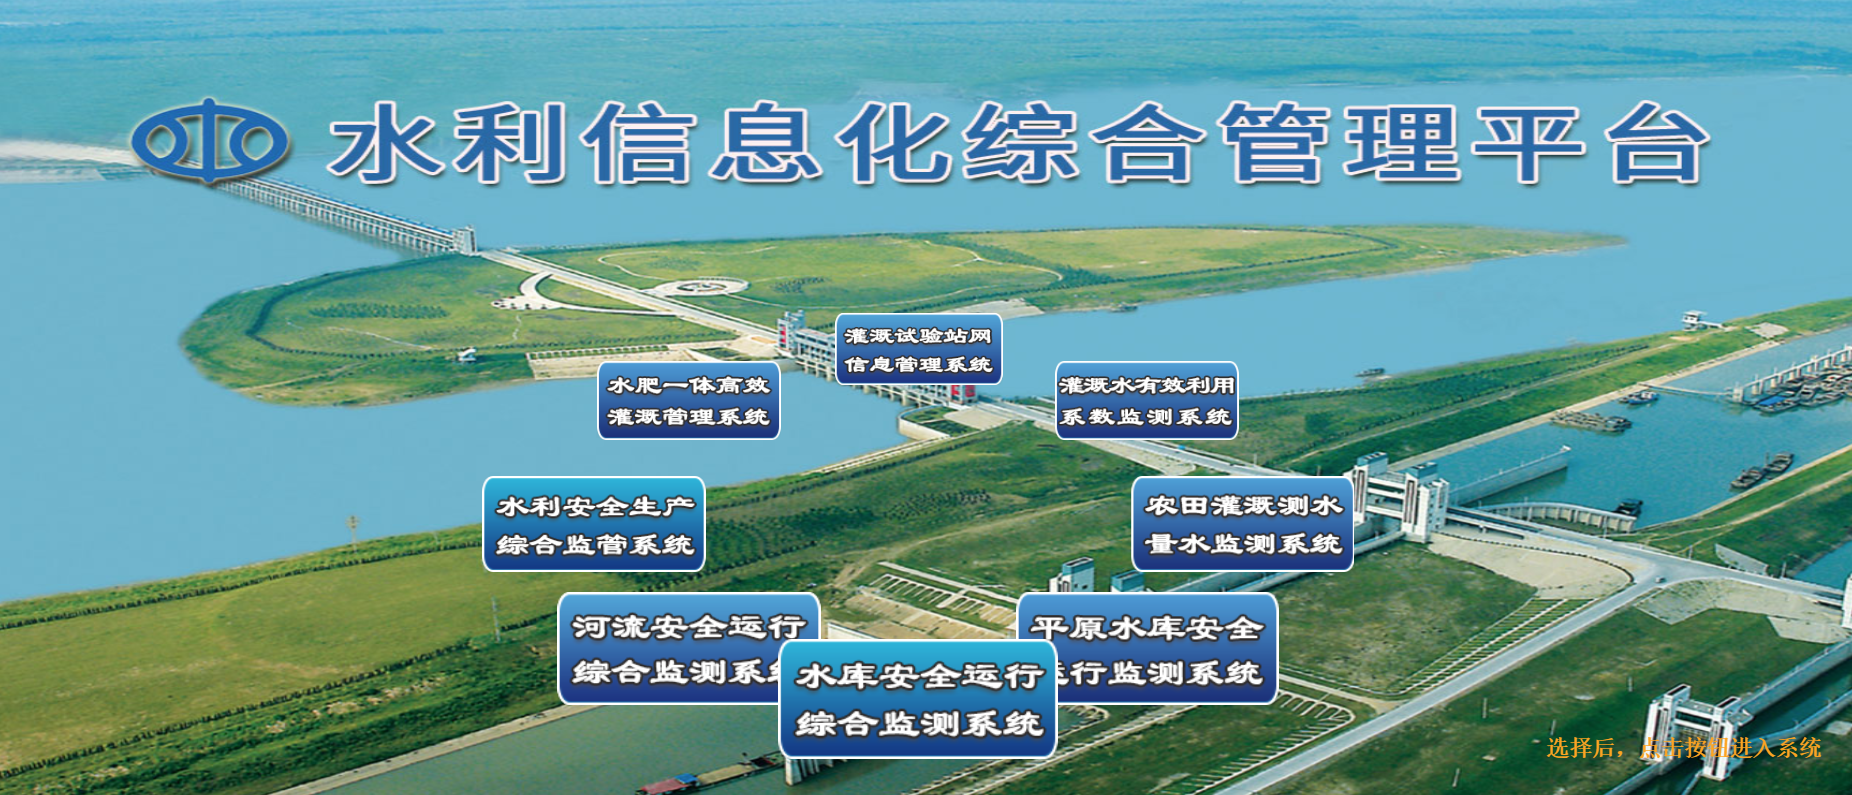 水利信息化综合管理平台
灌溉试验站网
信息管理系统
水肥一体高效
灌溉管理系统
灌溉水有效利用
系数监测系统
水利安全生产
综合监管系统
农田灌溉测水
量水监测系统
河流安全运行
综合监测系统
平原水库安全
运行监测系统
水库安全运行
综合监测系统
选择后，点击按钮进入系统